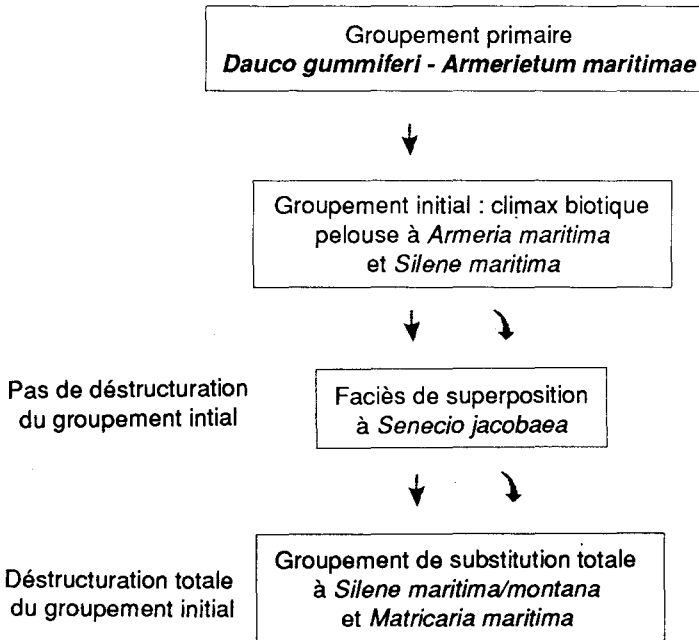 Groupement primaire
Dauco gummiferi - Armerietum maritimae
Groupement initial : climax biotique
pelouse à Armeria maritima
et Silene maritima
Pas de déstructuration
du groupement intial
Faciès de superposition
à Senecio jacobaea
Déstructuration totale
du groupement initial
Groupement de substitution totale
à Silene maritima/montana
et Matricaria maritima